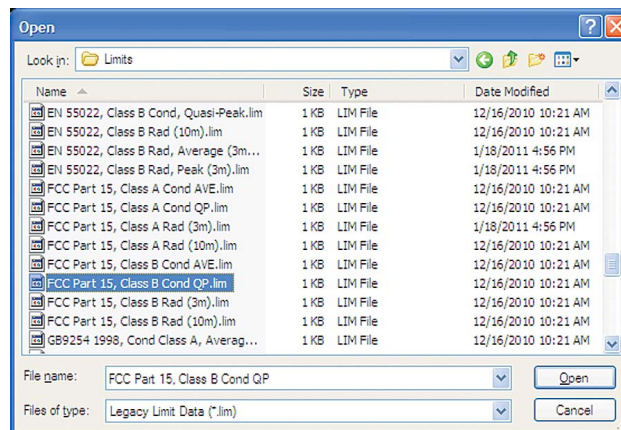 Open
Look in: Limits
Name Size Type Date Modified
EN 55022, Class B Cond, Quasi-Peak.lim 1 KB LIM File 12/16/2010 10:21 AM
EN 55022, Class B Rad (10m).lim 1 KB LIM File 12/16/2010 10:21 AM
EN 55022, Class B Rad, Average (3m... 1 KB LIM File 1/18/2011 4:56 PM
EN 55022, Class B Rad, Peak (3m).lim 1 KB LIM File 1/18/2011 4:56 PM
FCC Part 15, Class A Cond AVE.lim 1 KB LIM File 12/16/2010 10:21 AM
FCC Part 15, Class A Cond QP.lim 1 KB LIM File 12/16/2010 10:21 AM
FCC Part 15, Class A Rad (3m).lim 1 KB LIM File 1/18/2011 4:56 PM
FCC Part 15, Class A Rad (10m).lim 1 KB LIM File 12/16/2010 10:21 AM
FCC Part 15, Class B Cond AVE.lim 1 KB LIM File 12/16/2010 10:21 AM
FCC Part 15, Class B Cond QP.lim 1 KB LIM File 12/16/2010 10:21 AM
FCC Part 15, Class B Rad (3m).lim 1 KB LIM File 12/16/2010 10:21 AM
FCC Part 15, Class B Rad (10m).lim 1 KB LIM File 12/16/2010 10:21 AM
GB9254 1998, Cond Class A, Averag... 1 KB LIM File 12/16/2010 10:21 AM
File name: FCC Part 15, Class B Cond QP Open
Files of type: Legacy Limit Data (*.lim) Cancel